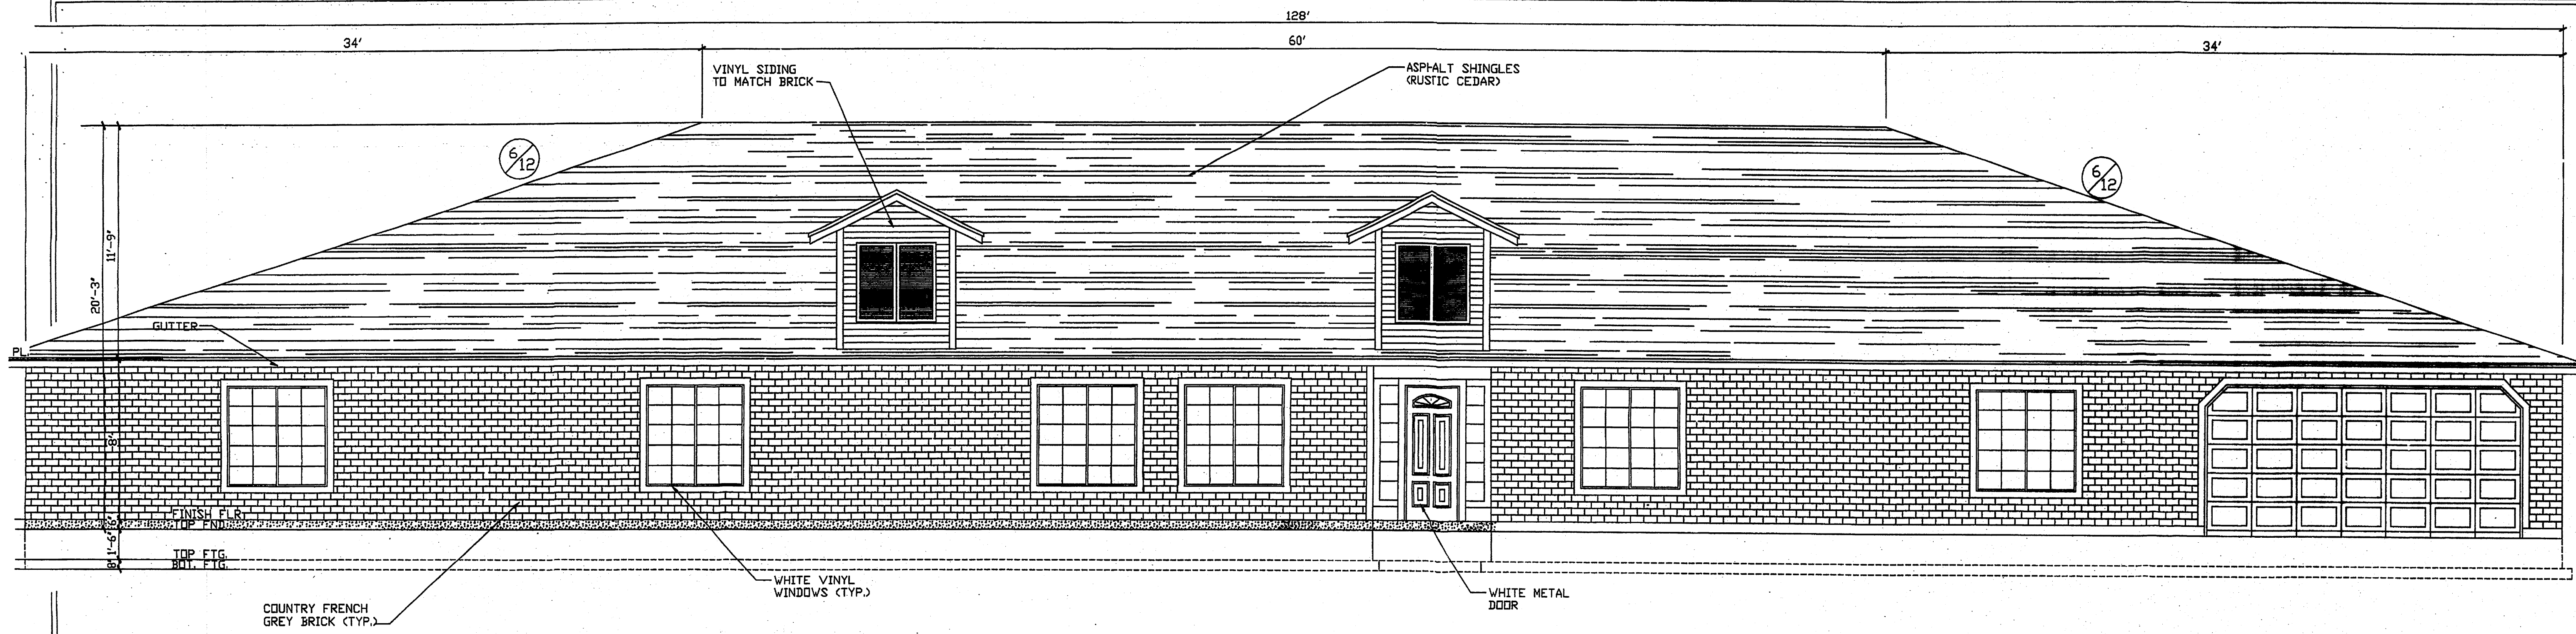 128'
34'
60'
34'
VINYL SIDING
TO MATCH BRICK
ASPHALT SHINGLES
(RUSTIC CEDAR)
6/12
6/12
11'-9"
20'-3"
GUTTER
PL.
8'
FINISH FLR.
TOP FND.
6"
1'-6"
TOP FTG.
BOT. FTG.
8"
WHITE VINYL
WINDOWS (TYP.)
WHITE METAL
DOOR
COUNTRY FRENCH
GREY BRICK (TYP.)